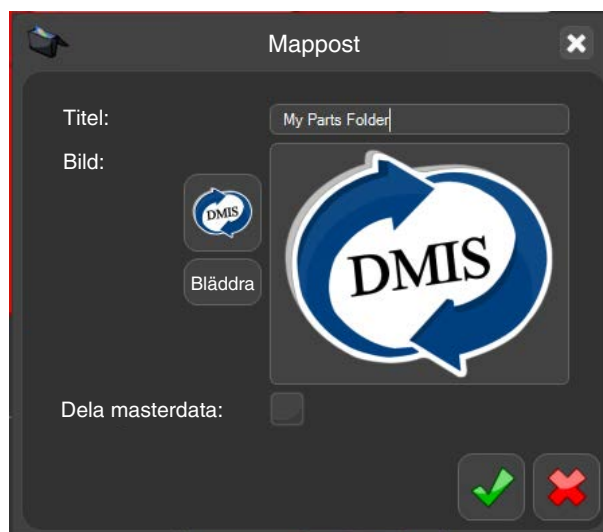 Mappost
Titel:
My Parts Folder
Bild:
DMIS
DMIS
Bläddra
Dela masterdata: